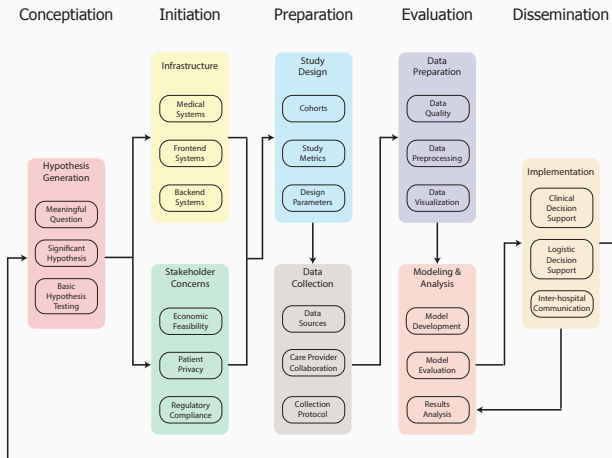 Conceptiation
Initiation
Preparation
Evaluation
Dissemination
Hypothesis
Generation
Meaningful
Question
Significant
Hypothesis
Basic
Hypothesis
Testing
Infrastructure
Medical
Systems
Frontend
Systems
Backend
Systems
Stakeholder
Concerns
Economic
Feasibility
Patient
Privacy
Regulatory
Compliance
Study
Design
Cohorts
Study
Metrics
Design
Parameters
Data
Collection
Data
Sources
Care Provider
Collaboration
Collection
Protocol
Data
Preparation
Data
Quality
Data
Preprocessing
Data
Visualization
Modeling &
Analysis
Model
Development
Model
Evaluation
Results
Analysis
Implementation
Clinical
Decision
Support
Logistic
Decision
Support
Inter-hospital
Communication